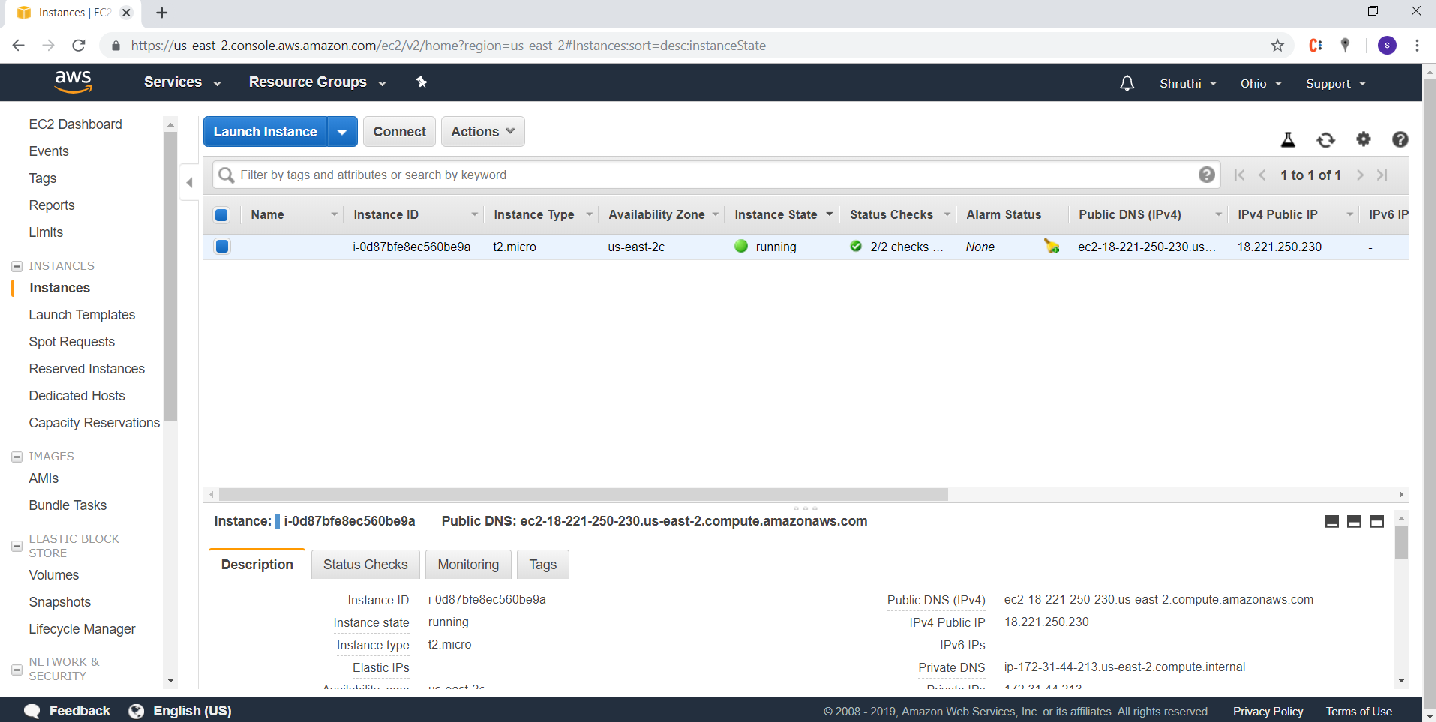 Instances | EC2
https://us-east-2.console.aws.amazon.com/ec2/v2/home?region=us-east-2#Instances:sort=desc:instanceState
S
aws Services Resource Groups Shruthi Ohio Support
EC2 Dashboard
Events
Tags
Reports
Limits
INSTANCES
Instances
Launch Templates
Spot Requests
Reserved Instances
Dedicated Hosts
Capacity Reservations
IMAGES
AMIs
Bundle Tasks
ELASTIC BLOCK
STORE
Volumes
Snapshots
Lifecycle Manager
NETWORK &
SECURITY
Launch Instance Connect Actions
Filter by tags and attributes or search by keyword 1 to 1 of 1
Name Instance ID Instance Type Availability Zone Instance State Status Checks Alarm Status Public DNS (IPv4) IPv4 Public IP IPv6 IP
i-0d87bfe8ec560be9a t2.micro us-east-2c running 2/2 checks ... None ec2-18-221-250-230.us... 18.221.250.230 -
Instance: i-0d87bfe8ec560be9a Public DNS: ec2-18-221-250-230.us-east-2.compute.amazonaws.com
Description Status Checks Monitoring Tags
Instance ID i-0d87bfe8ec560be9a Public DNS (IPv4) ec2-18-221-250-230.us-east-2.compute.amazonaws.com
Instance state running IPv4 Public IP 18.221.250.230
Instance type t2.micro IPv6 IPs
Elastic IPs Private DNS ip-172-31-44-213.us-east-2.compute.internal
Availability zone us-east-2c Private IPs 172.31.44.213
Feedback English (US) © 2008 - 2019, Amazon Web Services, Inc. or its affiliates. All rights reserved. Privacy Policy Terms of Use